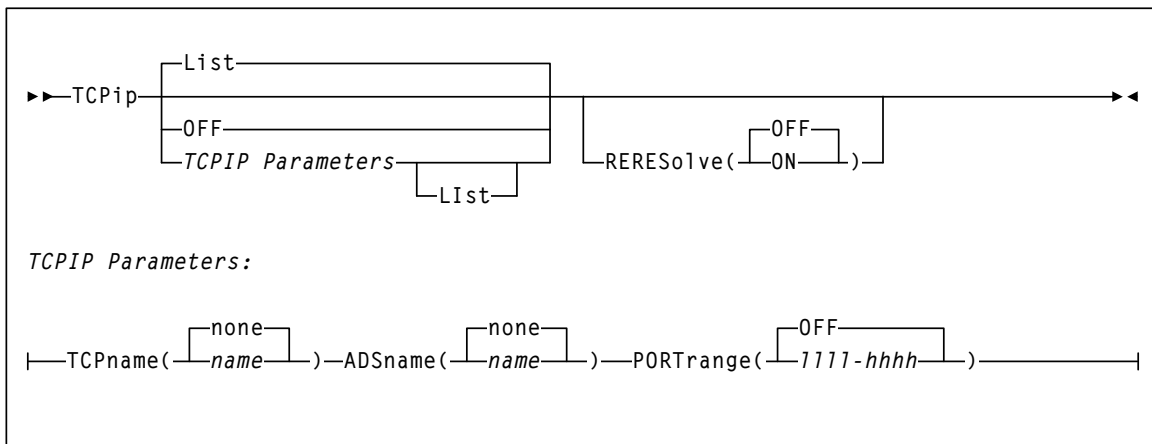 List
TCPip
OFF
OFF
TCPIP Parameters
RERESolve( ON )
LIst
TCPIP Parameters:
none none OFF
TCPname( name ) ADSname( name ) PORTrange( llll-hhhh )